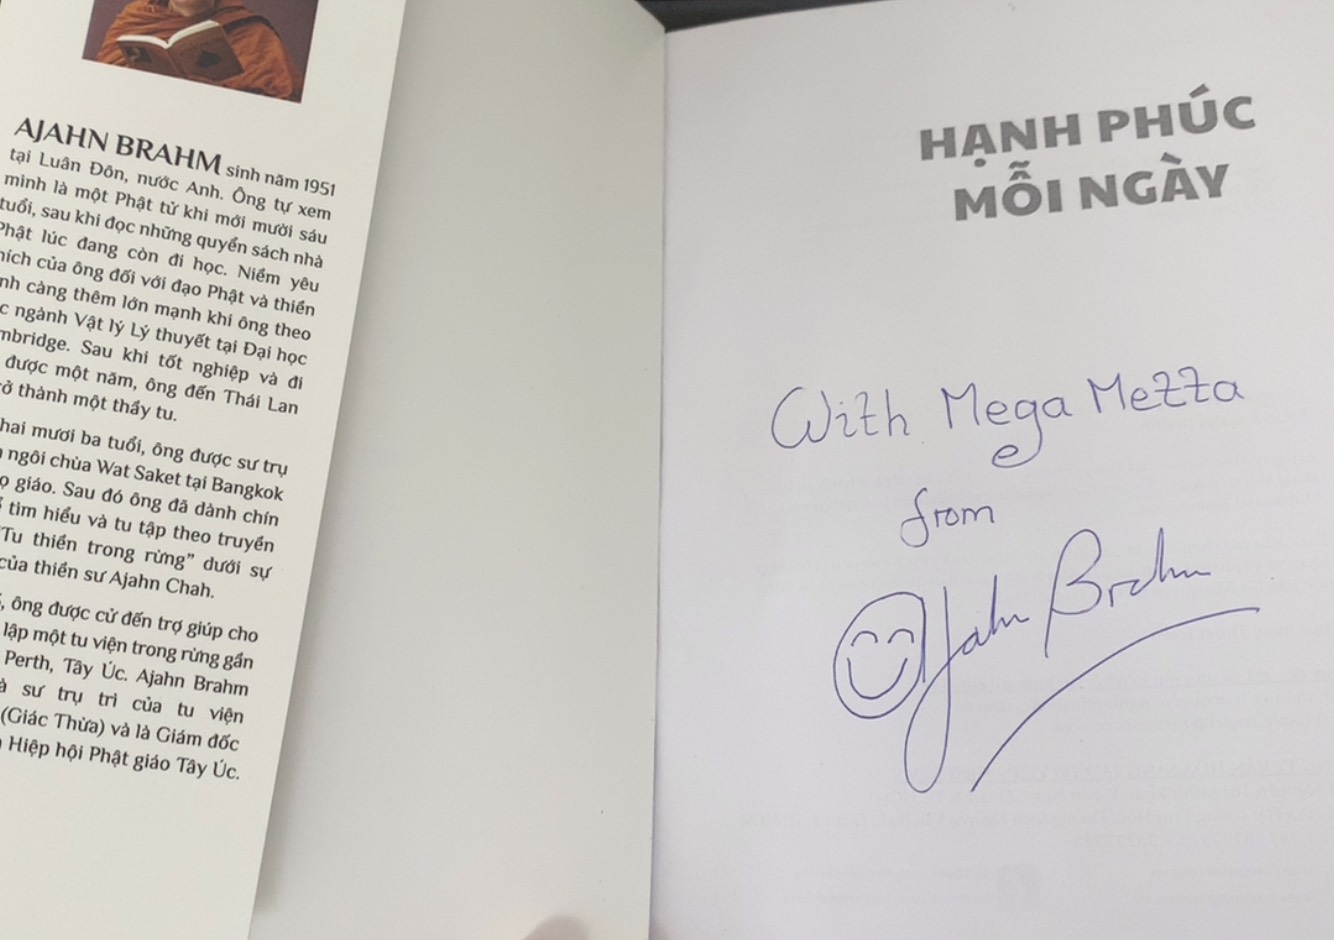 AJAHN BRAHM sinh năm 1951
tại Luân Đôn, nước Anh. Ông tự xem
mình là một Phật tử khi mới mười sáu
tuổi, sau khi đọc những quyển sách nhà
Phật lúc đang còn đi học. Niềm yêu
của ông đối với đạo Phật và thiền
càng thêm lớn mạnh khi ông theo
ngành Vật lý Lý thuyết tại Đại học
Sau khi tốt nghiệp và đi
được một năm, ông đến Thái Lan
thành một thầy tu.
hai mươi ba tuổi, ông được sư trụ
ngôi chùa Wat Saket tại Bangkok
giáo. Sau đó ông đã dành chín
tìm hiểu và tu tập theo truyền
“Tu thiền trong rừng” dưới sự
của thiền sư Ajahn Chah.
ông được cử đến trợ giúp cho
lập một tu viện trong rừng gần
Perth, Tây Úc. Ajahn Brahm
sư trụ trì của tu viện
(Giác Thừa) và là Giám đốc
Hiệp hội Phật giáo Tây Úc.
HẠNH PHÚC
MỖI NGÀY
With Mega Metta
from
Ajahn Brahm